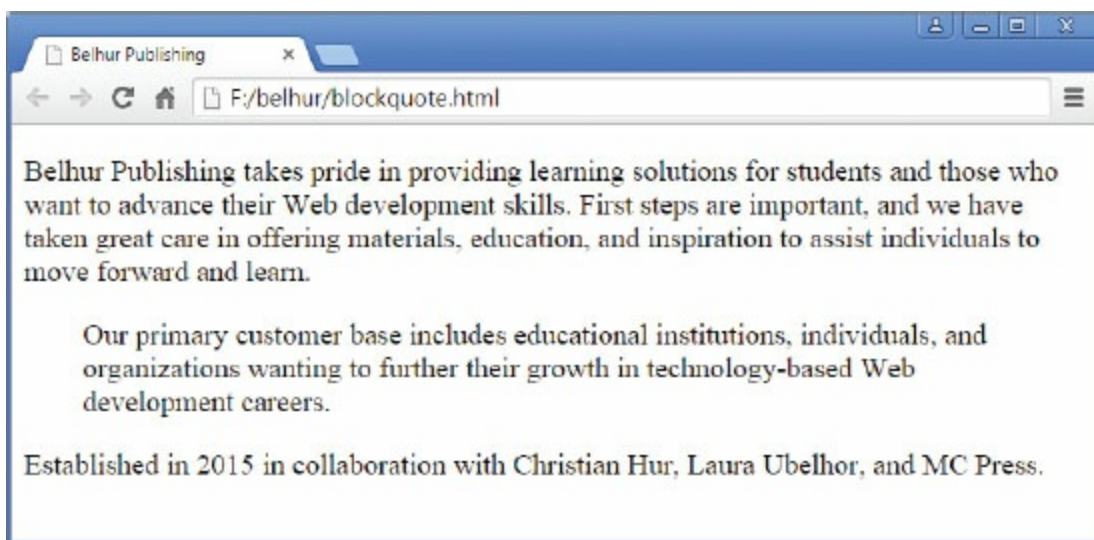 Belhur Publishing
F:/belhur/blockquote.html
Belhur Publishing takes pride in providing learning solutions for students and those who
want to advance their Web development skills. First steps are important, and we have
taken great care in offering materials, education, and inspiration to assist individuals to
move forward and learn.
Our primary customer base includes educational institutions, individuals, and
organizations wanting to further their growth in technology-based Web
development careers.
Established in 2015 in collaboration with Christian Hur, Laura Ubelhor, and MC Press.